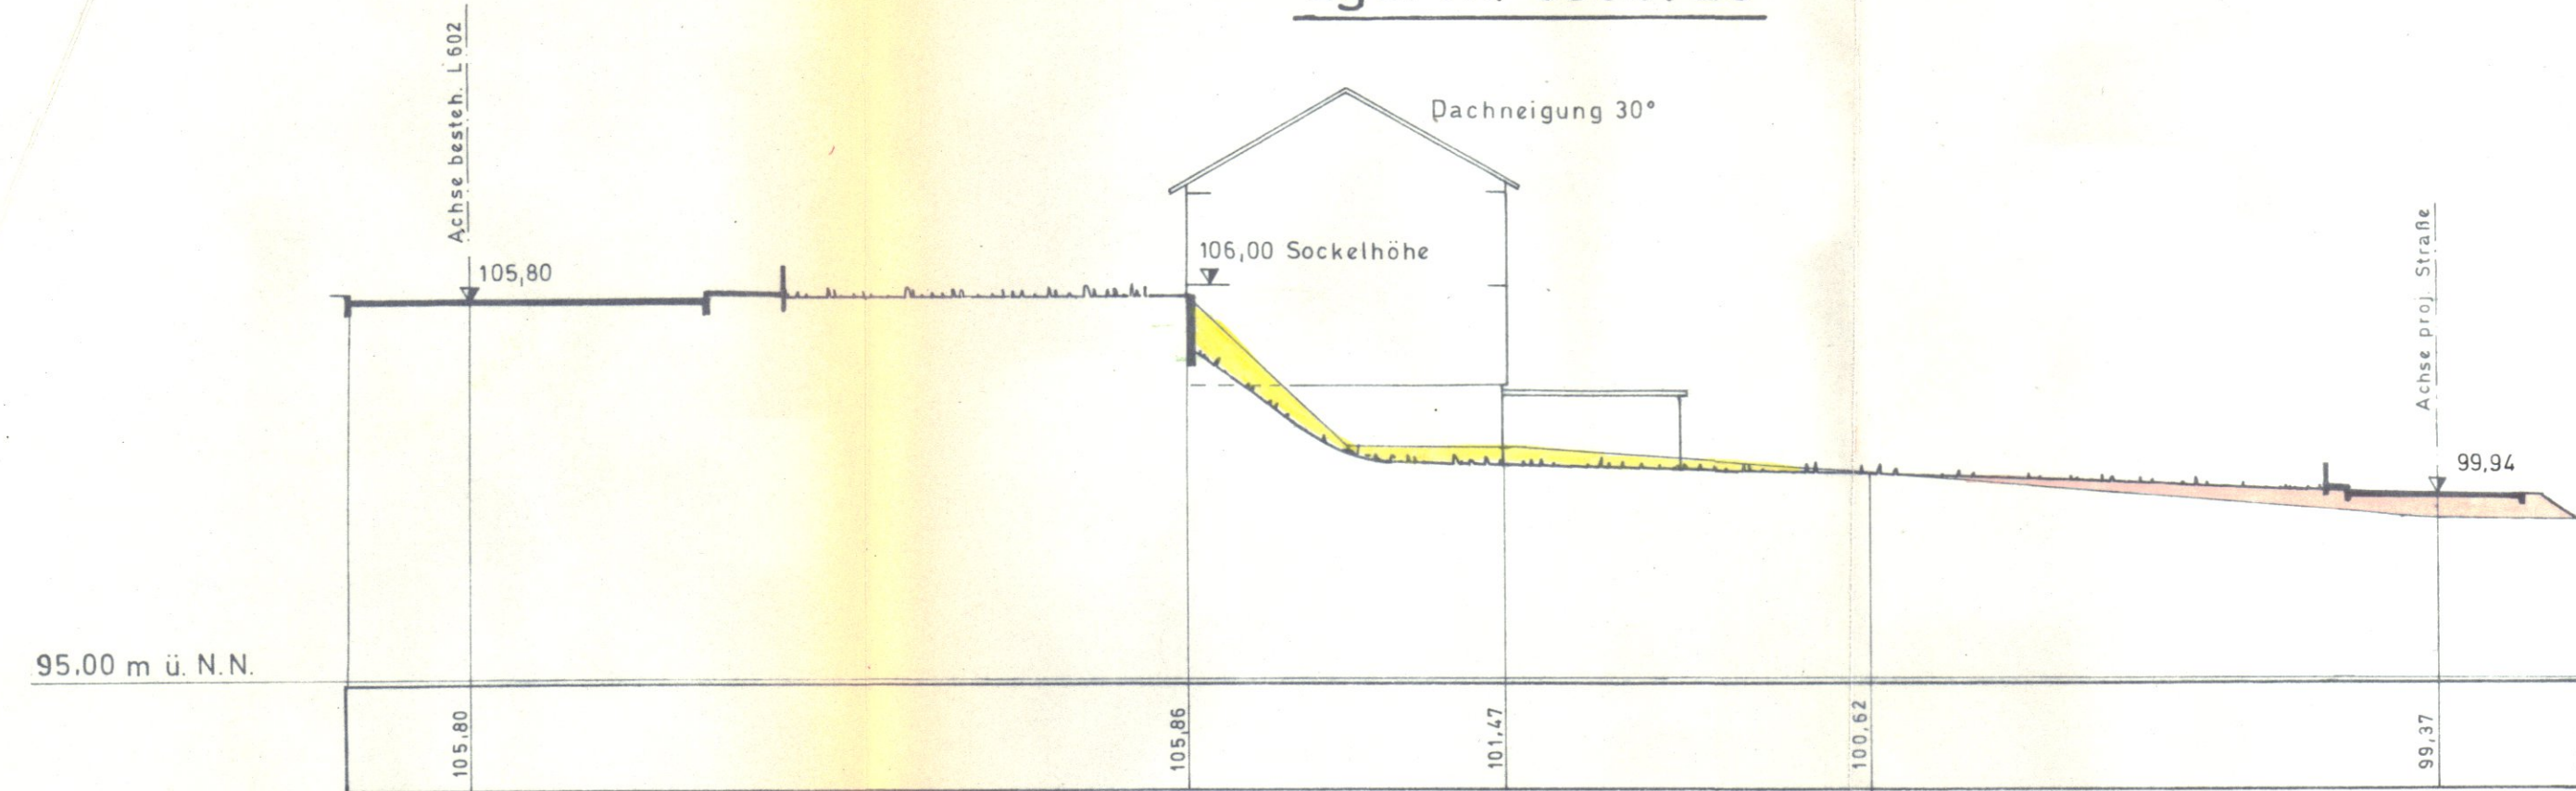 Achse besteh. L 602
Dachneigung 30°
106,00 Sockelhöhe
105,80
Achse proj. Straße
99,94
95.00 m ü. N.N.
105,80
105,86
101,47
100,62
99,37